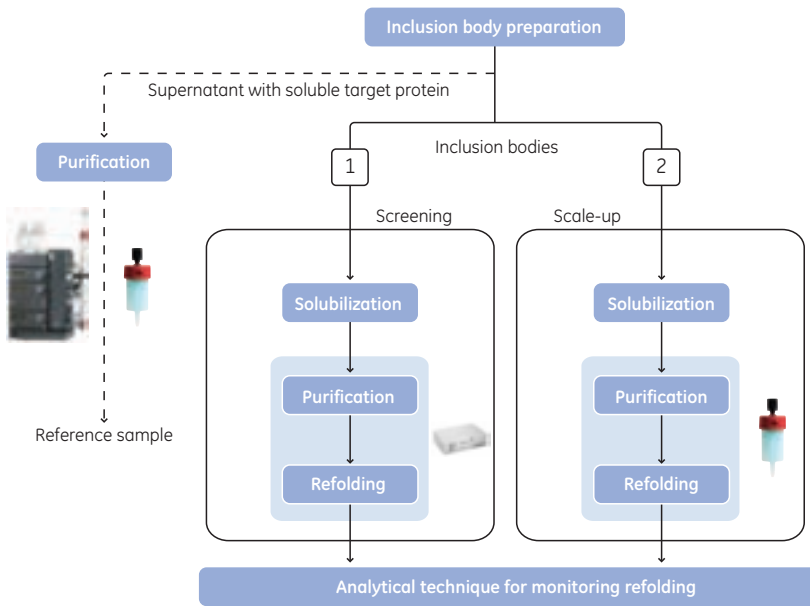 Inclusion body preparation
Supernatant with soluble target protein
Purification
Inclusion bodies
1
2
Screening
Scale-up
Solubilization
Solubilization
Purification
Purification
Reference sample
Refolding
Refolding
Analytical technique for monitoring refolding